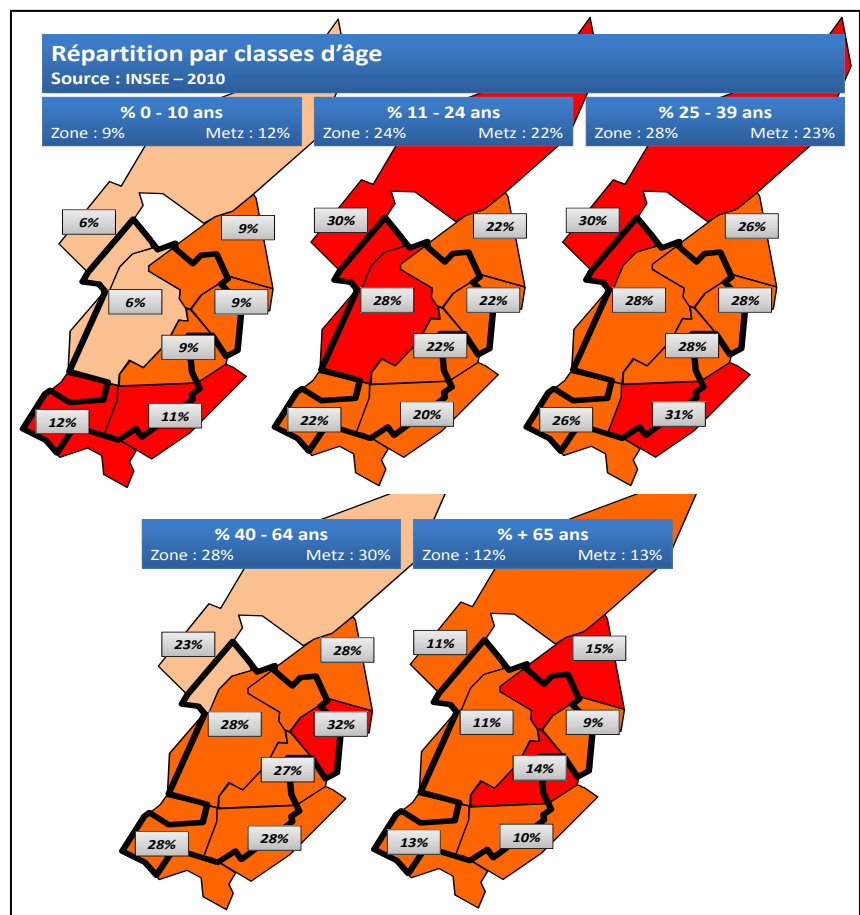 Répartition par classes d'âge
Source : INSEE – 2010
% 0 - 10 ans
Zone : 9% Metz : 12%
% 11 - 24 ans
Zone : 24% Metz : 22%
% 25 - 39 ans
Zone : 28% Metz : 23%
6%
9%
6%
9%
9%
12%
11%
30%
22%
28%
22%
22%
22%
20%
30%
26%
28%
28%
28%
26%
31%
% 40 - 64 ans
Zone : 28% Metz : 30%
% + 65 ans
Zone : 12% Metz : 13%
23%
28%
28%
32%
27%
28%
28%
11%
15%
11%
9%
14%
13%
10%